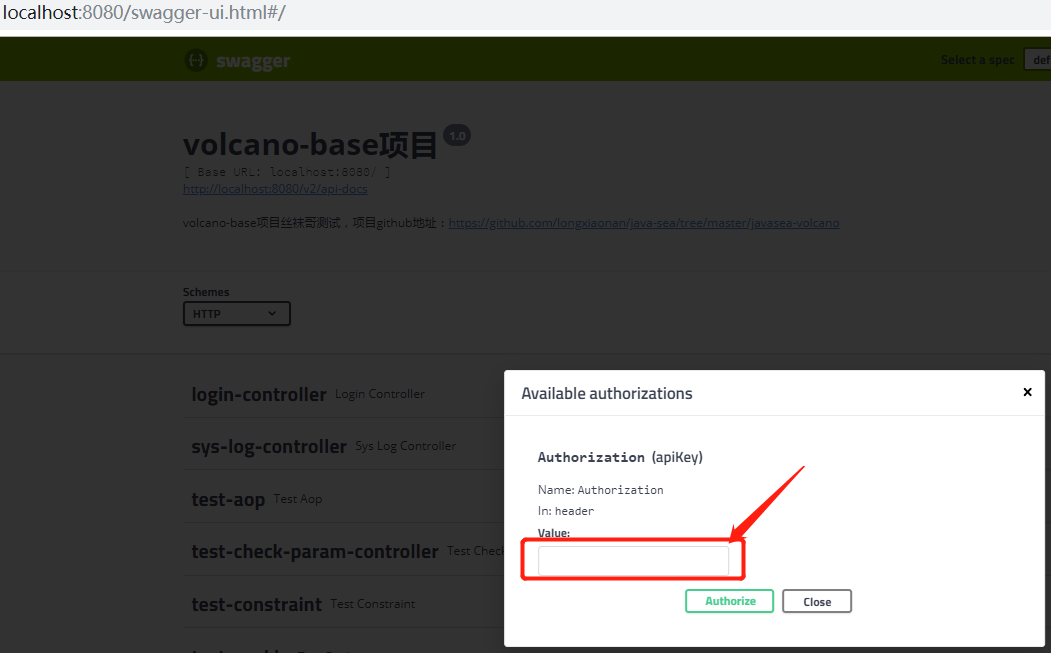 localhost:8080/swagger-ui.html#/
swagger
Select a spec
def
volcano-base项目 1.0
[ Base URL: localhost:8080/ ]
http://localhost:8080/v2/api-docs
volcano-base项目丝袜哥测试，项目github地址：https://github.com/longxiaonan/java-sea/tree/master/javasea-volcano
Schemes
HTTP
login-controller Login Controller
sys-log-controller Sys Log Controller
test-aop Test Aop
test-check-param-controller Test Check
test-constraint Test Constraint
Available authorizations
Authorization (apiKey)
Name: Authorization
In: header
Value:
Authorize
Close